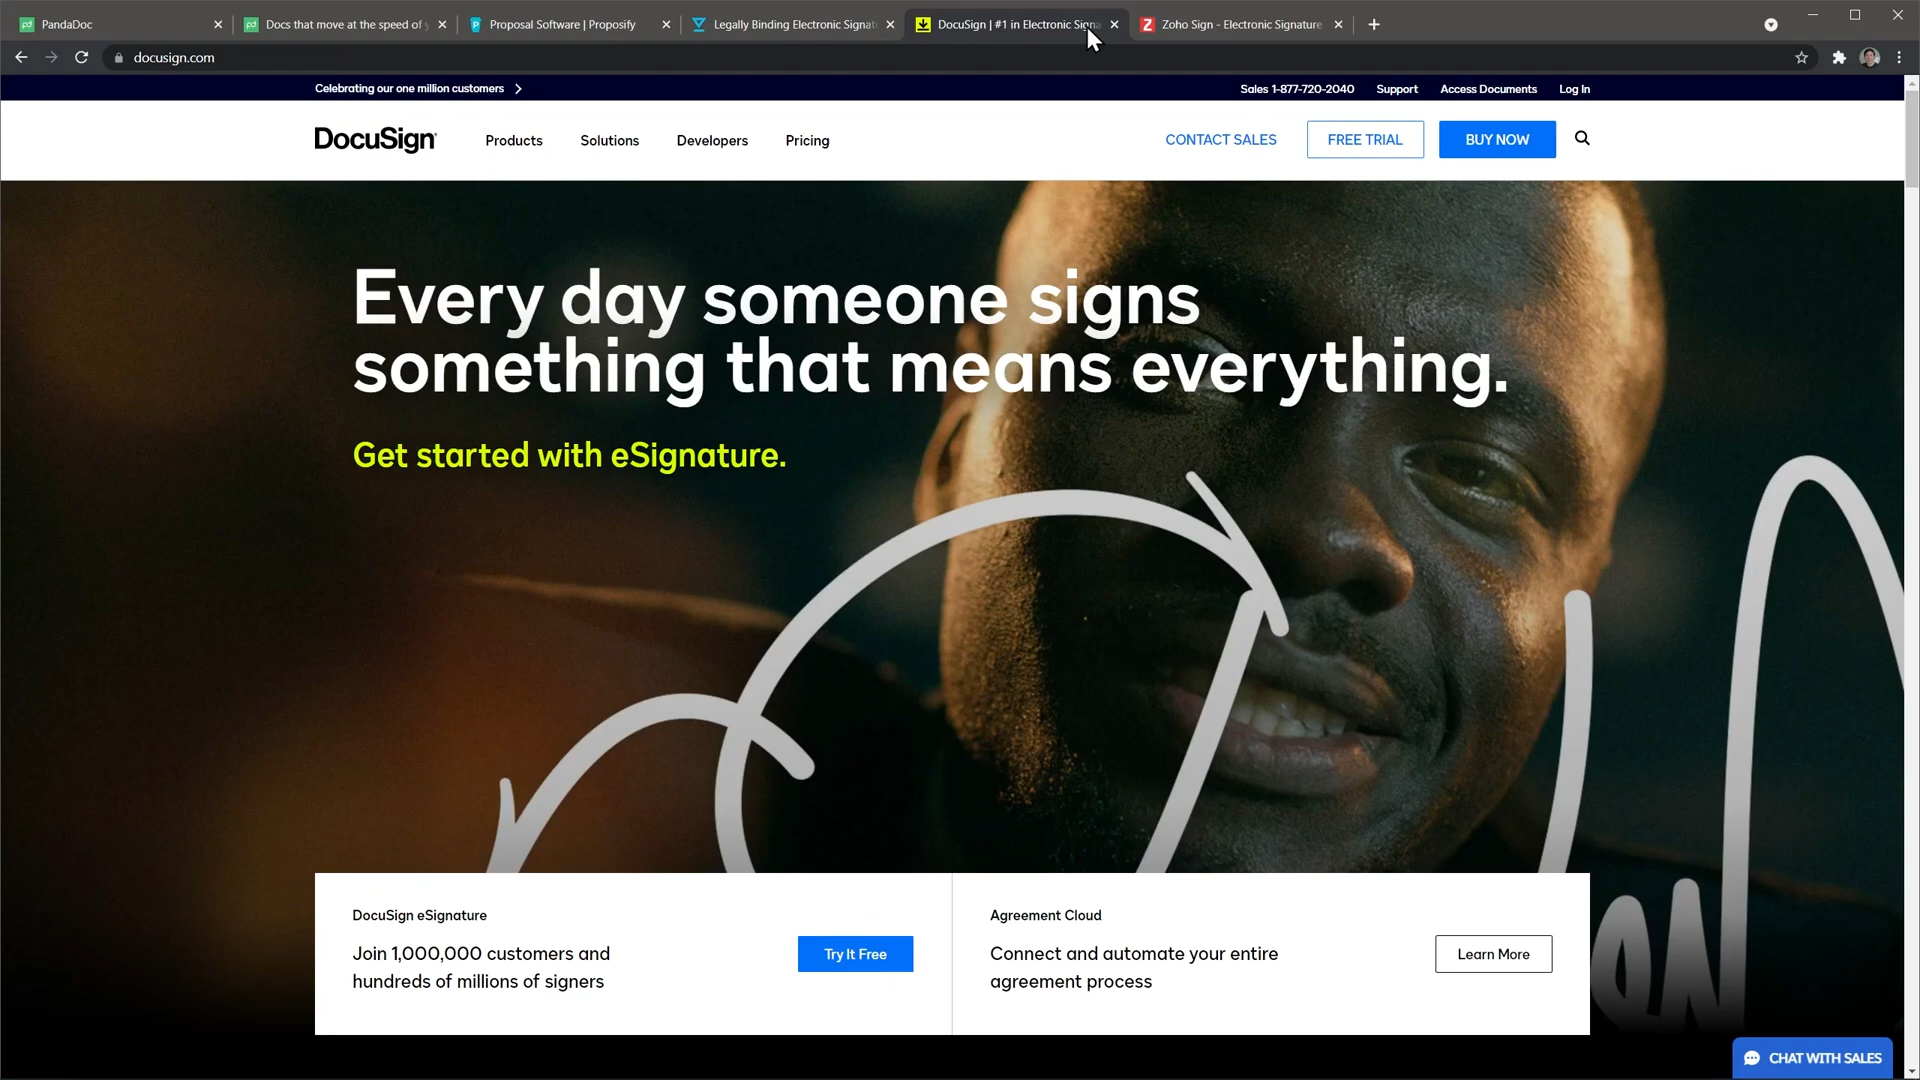 PandaDoc
Docs that move at the speed of y
Proposal Software | Proposify
Legally Binding Electronic Signat
DocuSign | #1 in Electronic Signa
Zoho Sign - Electronic Signature
docusign.com
Celebrating our one million customers
Sales 1-877-720-2040
Support
Access Documents
Log In
DocuSign
Products
Solutions
Developers
Pricing
CONTACT SALES
FREE TRIAL
BUY NOW
Every day someone signs
something that means everything.
Get started with eSignature.
DocuSign eSignature
Join 1,000,000 customers and
hundreds of millions of signers
Try It Free
Agreement Cloud
Connect and automate your entire
agreement process
Learn More
CHAT WITH SALES